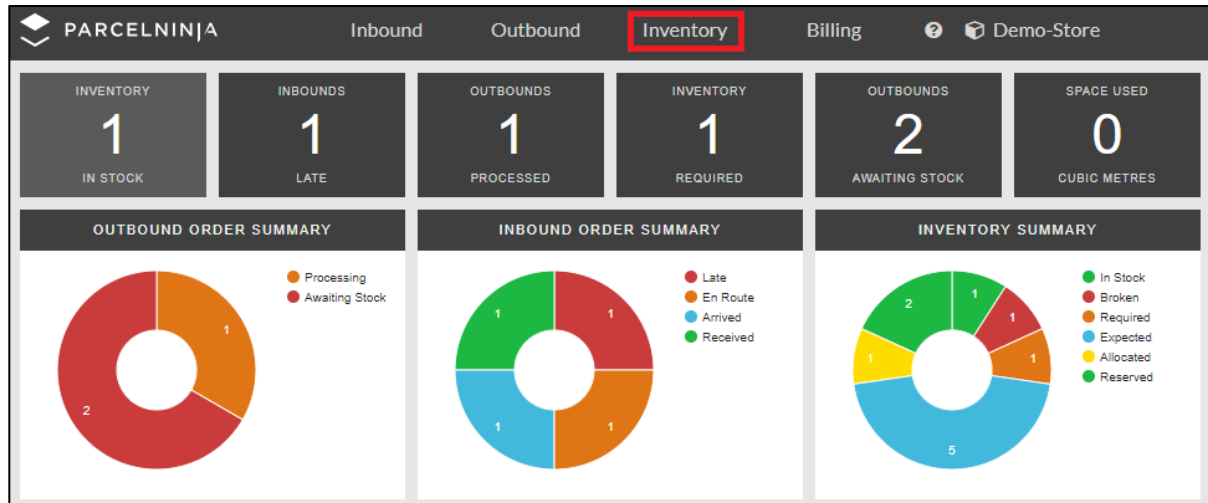 PARCELNINJA Inbound Outbound Inventory Billing ? Demo-Store
INVENTORY INBOUNDS OUTBOUNDS INVENTORY OUTBOUNDS SPACE USED
1 1 1 1 2 0
IN STOCK LATE PROCESSED REQUIRED AWAITING STOCK CUBIC METRES
OUTBOUND ORDER SUMMARY
Processing
Awaiting Stock
1
2
INBOUND ORDER SUMMARY
Late
En Route
Arrived
Received
1 1
1 1
INVENTORY SUMMARY
In Stock
Broken
Required
Expected
Allocated
Reserved
2 1
1
1 1
5